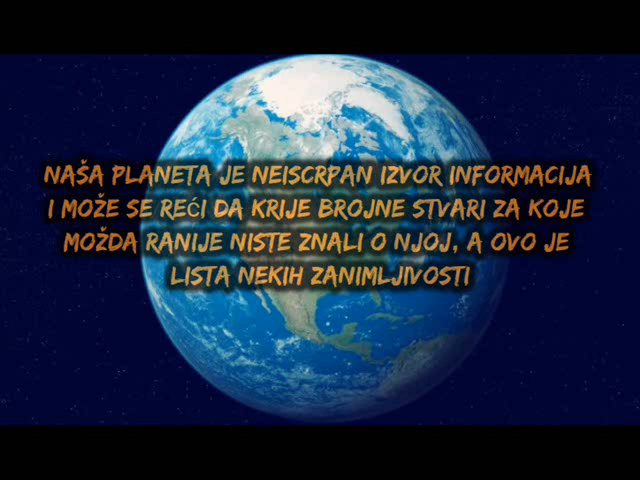 NAŠA PLANETA JE NEISCRPAN IZVOR INFORMACIJA
I MOŽE SE REĆI DA KRIJE BROJNE STVARI ZA KOJE
MOŽDA RANIJE NISTE ZNALI O NJOJ, A OVO JE
LISTA NEKIH ZANIMLJIVOSTI